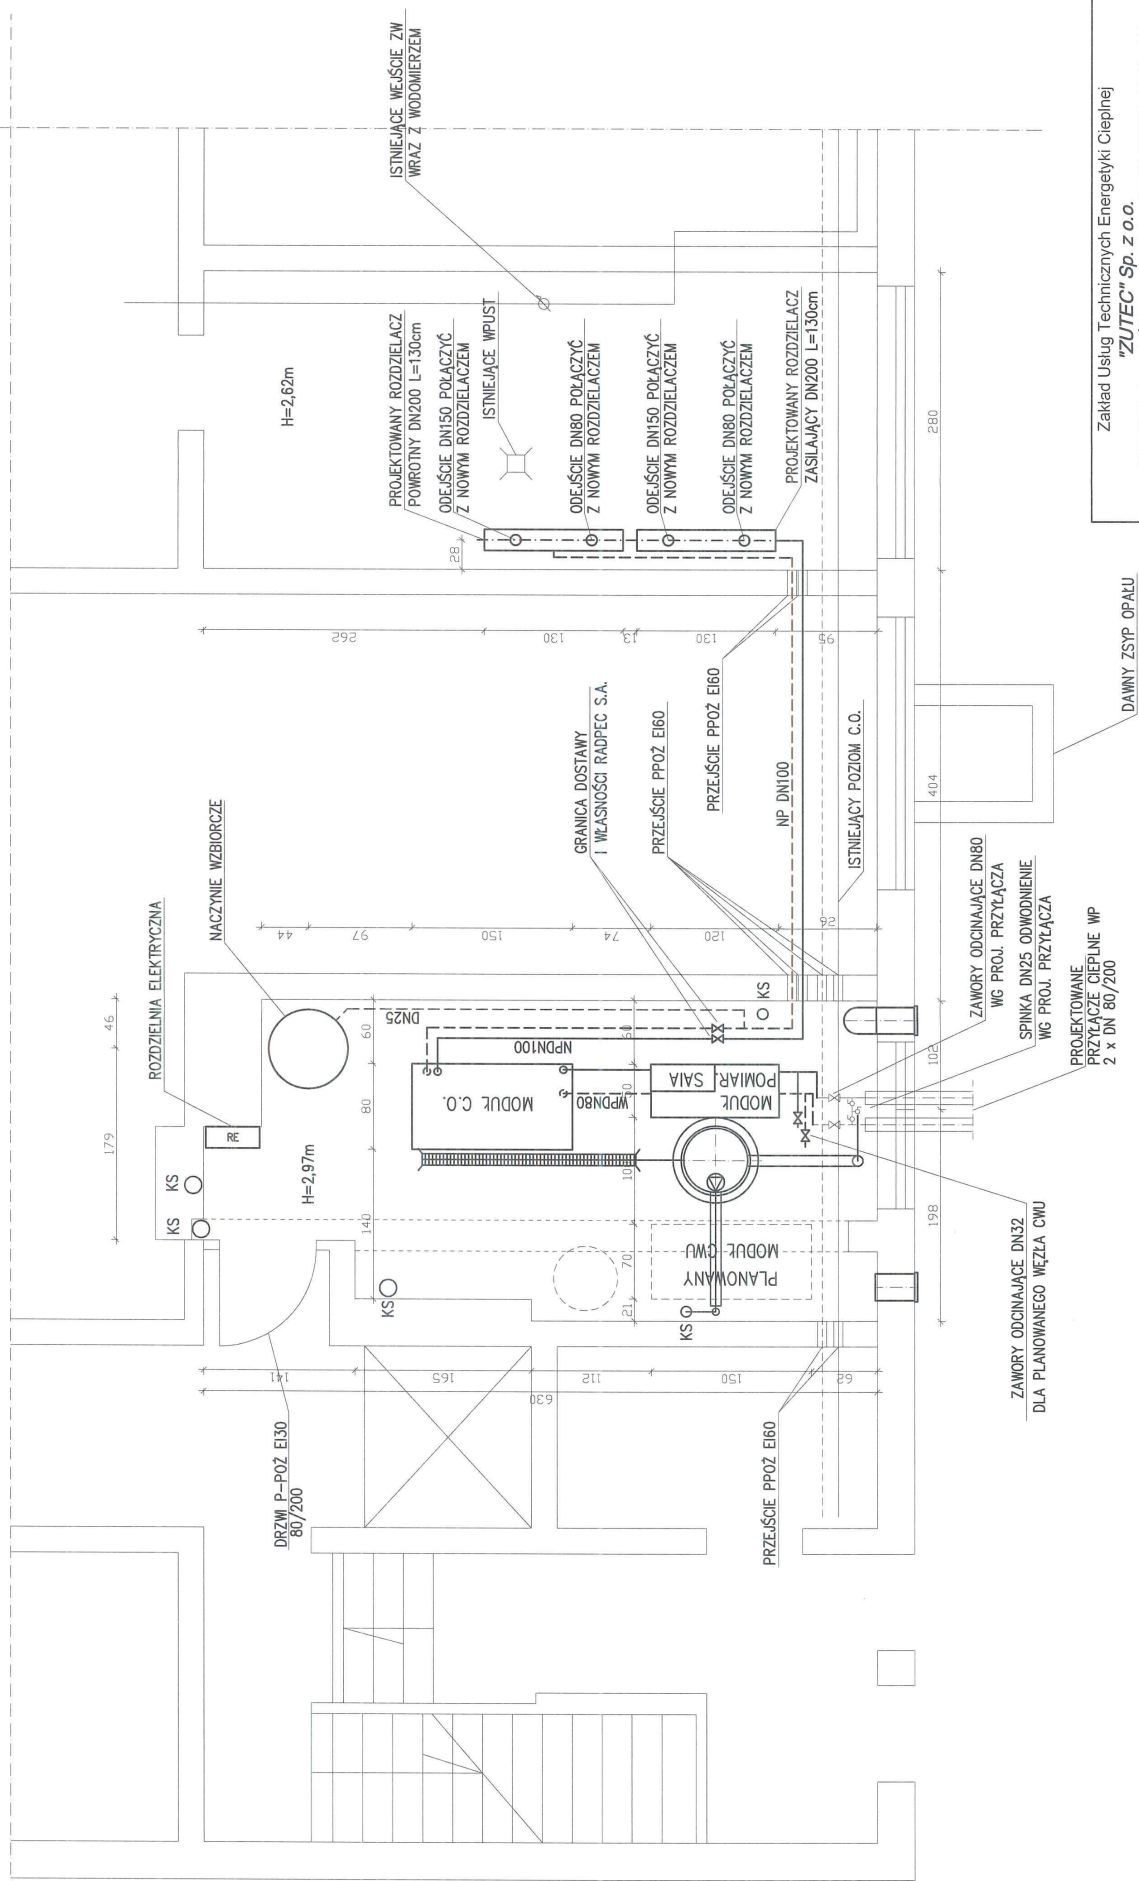 ISTNIEJĄCE WEJŚCIE ZW
WRAZ Z WODOMIERZEM
H=2,62m
PROJEKTOWANY ROZDZIELACZ
POWROTNY DN200 L=130cm
ODEJŚCIE DN150 POŁĄCZYĆ
Z NOWYM ROZDZIELACZEM
ISTNIEJĄCE WPUST
ODEJŚCIE DN80 POŁĄCZYĆ
Z NOWYM ROZDZIELACZEM
ODEJŚCIE DN150 POŁĄCZYĆ
Z NOWYM ROZDZIELACZEM
ODEJŚCIE DN80 POŁĄCZYĆ
Z NOWYM ROZDZIELACZEM
PROJEKTOWANY ROZDZIELACZ
ZASILAJĄCY DN200 L=130cm
280
28
262
130
13
130
95
PRZEJŚCIE PPOŻ EI60
GRANICA DOSTAWY
I WŁASNOŚCI RADPEC S.A.
PRZEJŚCIE PPOŻ EI60
NP DN100
ISTNIEJĄCY POZIOM C.O.
404
DAWNY ZSYP OPAŁU
ROZDZIELNIA ELEKTRYCZNA
NACZYNIE WZBIORCZE
44
97
150
74
120
92
46
179
RE
KS
KS
H=2,97m
60
80
140
DN25
NPDN100
MODUŁ C.O.
WPDN80
60
10
70
21
SAIA
POMIAR.
MODUŁ
KS
PLANOWANY
MODUŁ CWU
KS
KS
102
198
ZAWORY ODCINAJĄCE DN80
WG PROJ. PRZYŁĄCZA
SPINKA DN25 ODWODNIENIE
WG PROJ. PRZYŁĄCZA
PROJEKTOWANE
PRZYŁĄCZE CIEPLNE WP
2 x DN 80/200
ZAWORY ODCINAJĄCE DN32
DLA PLANOWANEGO WĘZŁA CWU
DRZWI P-POŻ EI30
80/200
141
165
112
150
62
630
PRZEJŚCIE PPOŻ EI60
Zakład Usług Technicznych Energetyki Cieplnej
"ZUTEC" Sp. z o.o.